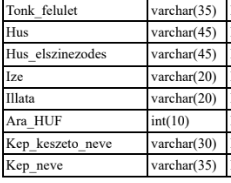 Tonk_felulet varchar(35)
Hus varchar(45)
Hus_elszinezodes varchar(45)
Ize varchar(20)
Illata varchar(20)
Ara_HUF int(10)
Kep_keszeto_neve varchar(30)
Kep_neve varchar(35)